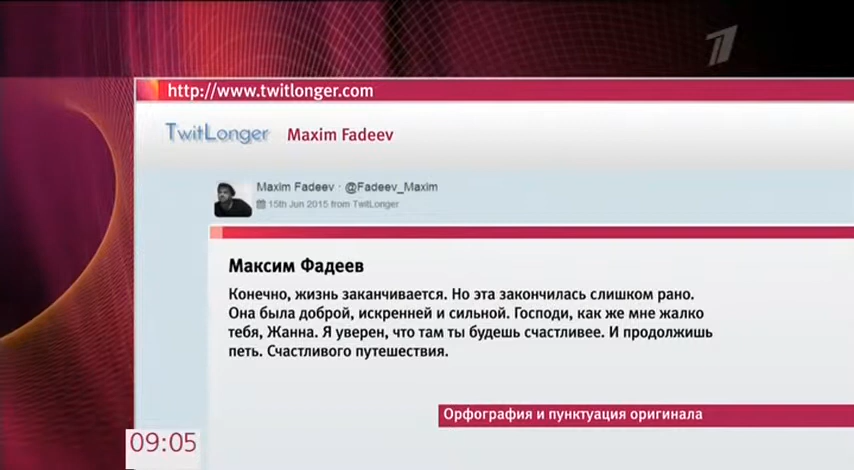 1
http://www.twitlonger.com
TwitLonger Maxim Fadeev
Maxim Fadeev · @Fadeev_Maxim
15th Jun 2015 from TwitLonger
Максим Фадеев
Конечно, жизнь заканчивается. Но эта закончилась слишком рано.
Она была доброй, искренней и сильной. Господи, как же мне жалко
тебя, Жанна. Я уверен, что там ты будешь счастливее. И продолжишь
петь. Счастливого путешествия.
Орфография и пунктуация оригинала
09:05